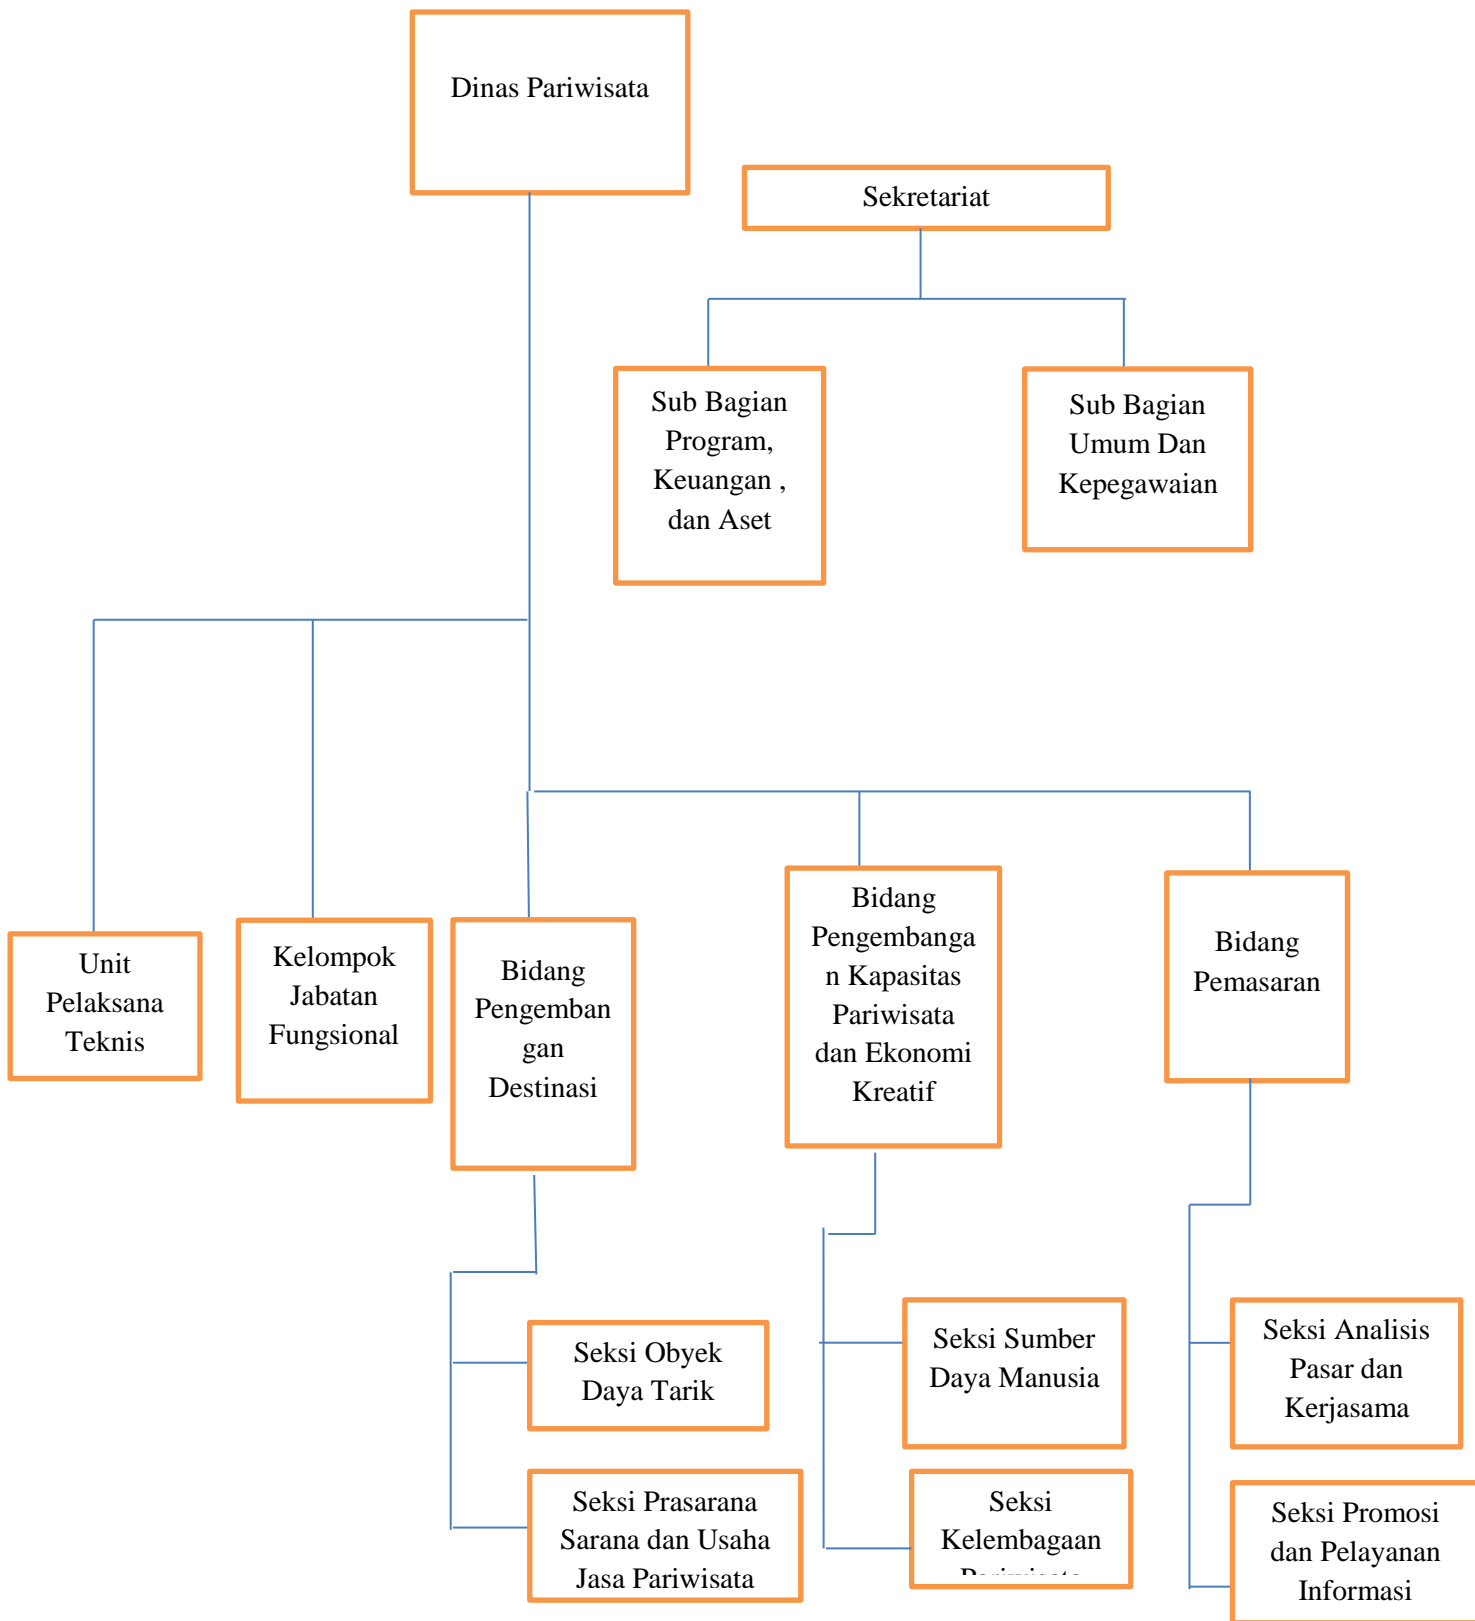 Dinas Pariwisata
Sekretariat
Sub Bagian
Program,
Keuangan ,
dan Aset
Sub Bagian
Umum Dan
Kepegawaian
Unit
Pelaksana
Teknis
Kelompok
Jabatan
Fungsional
Bidang
Pengemban
gan
Destinasi
Bidang
Pengembanga
n Kapasitas
Pariwisata
dan Ekonomi
Kreatif
Bidang
Pemasaran
Seksi Obyek
Daya Tarik
Seksi Prasarana
Sarana dan Usaha
Jasa Pariwisata
Seksi Sumber
Daya Manusia
Seksi
Kelembagaan
Seksi Analisis
Pasar dan
Kerjasama
Seksi Promosi
dan Pelayanan
Informasi